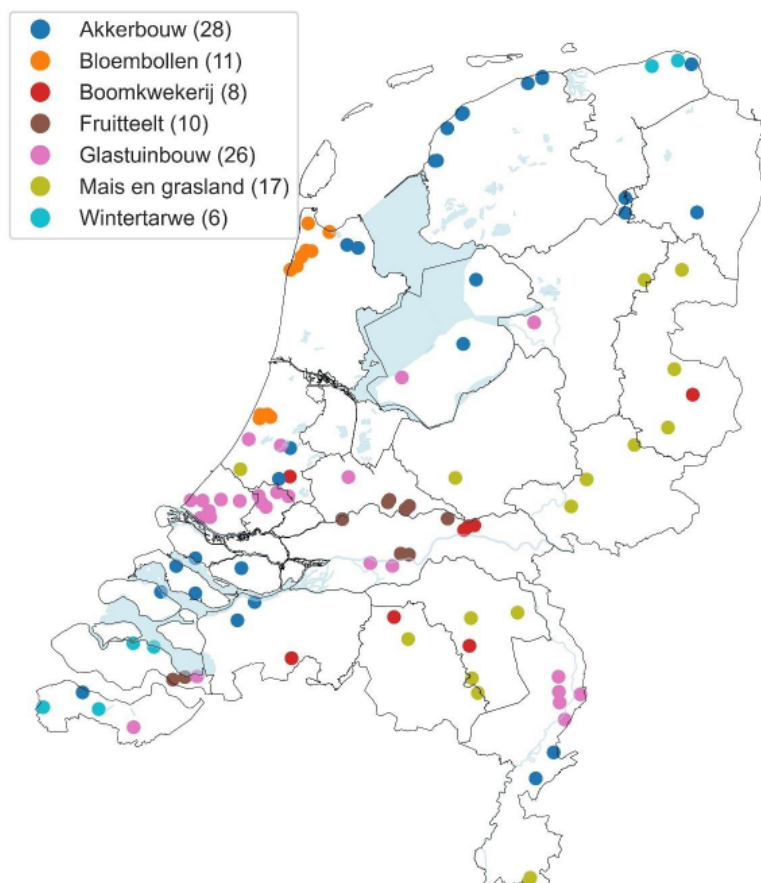 Akkerbouw (28)
Bloembollen (11)
Boomkwekerij (8)
Fruitteelt (10)
Glastuinbouw (26)
Mais en grasland (17)
Wintertarwe (6)